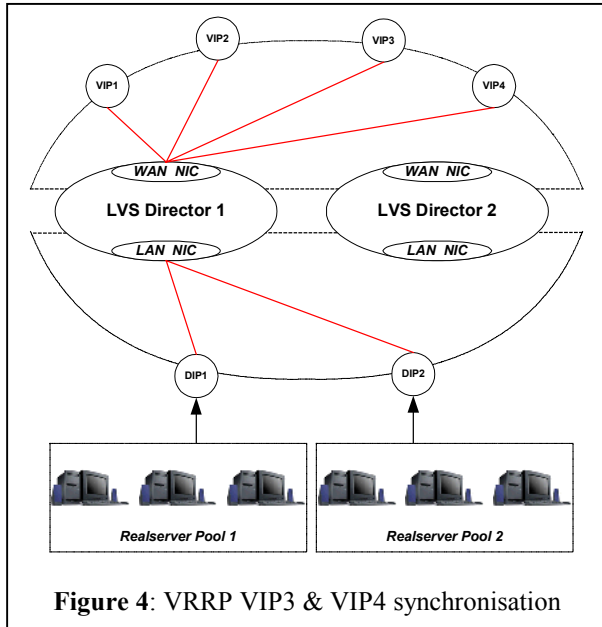 VIP2
VIP3
VIP1
VIP4
WAN NIC
WAN NIC
LVS Director 1
LVS Director 2
LAN NIC
LAN NIC
DIP1
DIP2
Realserver Pool 1
Realserver Pool 2
Figure 4: VRRP VIP3 & VIP4 synchronisation